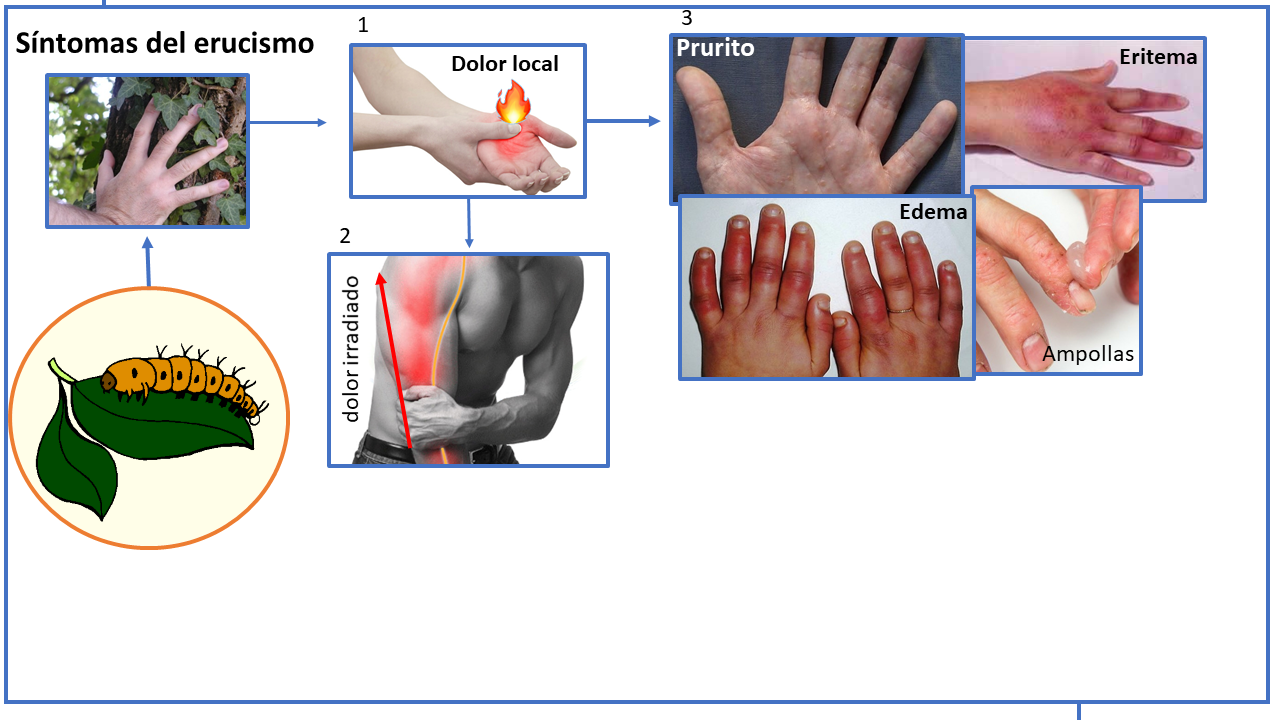 Síntomas del erucismo
1
Dolor local
2
dolor irradiado
3
Prurito
Eritema
Edema
Ampollas